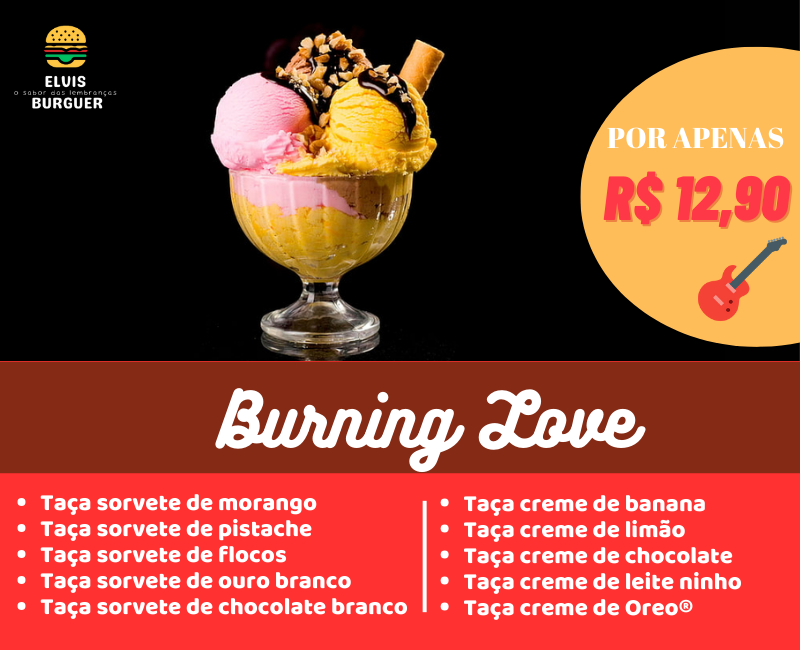 ELVIS
o sabor das lembranças
BURGUER
POR APENAS
R$ 12,90
Burning Love
• Taça sorvete de morango
• Taça sorvete de pistache
• Taça sorvete de flocos
• Taça sorvete de ouro branco
• Taça sorvete de chocolate branco
• Taça creme de banana
• Taça creme de limão
• Taça creme de chocolate
• Taça creme de leite ninho
• Taça creme de Oreo®